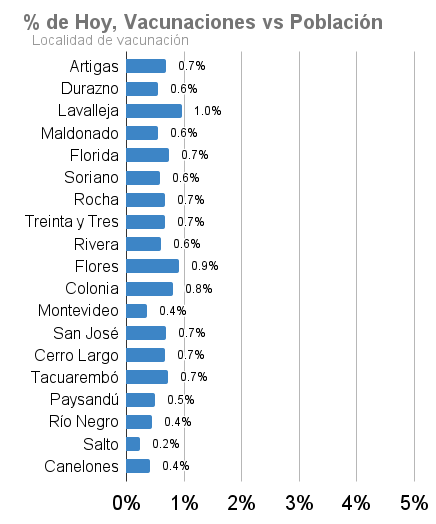 % de Hoy, Vacunaciones vs Población
Localidad de vacunación
Artigas 0.7%
Durazno 0.6%
Lavalleja 1.0%
Maldonado 0.6%
Florida 0.7%
Soriano 0.6%
Rocha 0.7%
Treinta y Tres 0.7%
Rivera 0.6%
Flores 0.9%
Colonia 0.8%
Montevideo 0.4%
San José 0.7%
Cerro Largo 0.7%
Tacuarembó 0.7%
Paysandú 0.5%
Río Negro 0.4%
Salto 0.2%
Canelones 0.4%
0% 1% 2% 3% 4% 5%